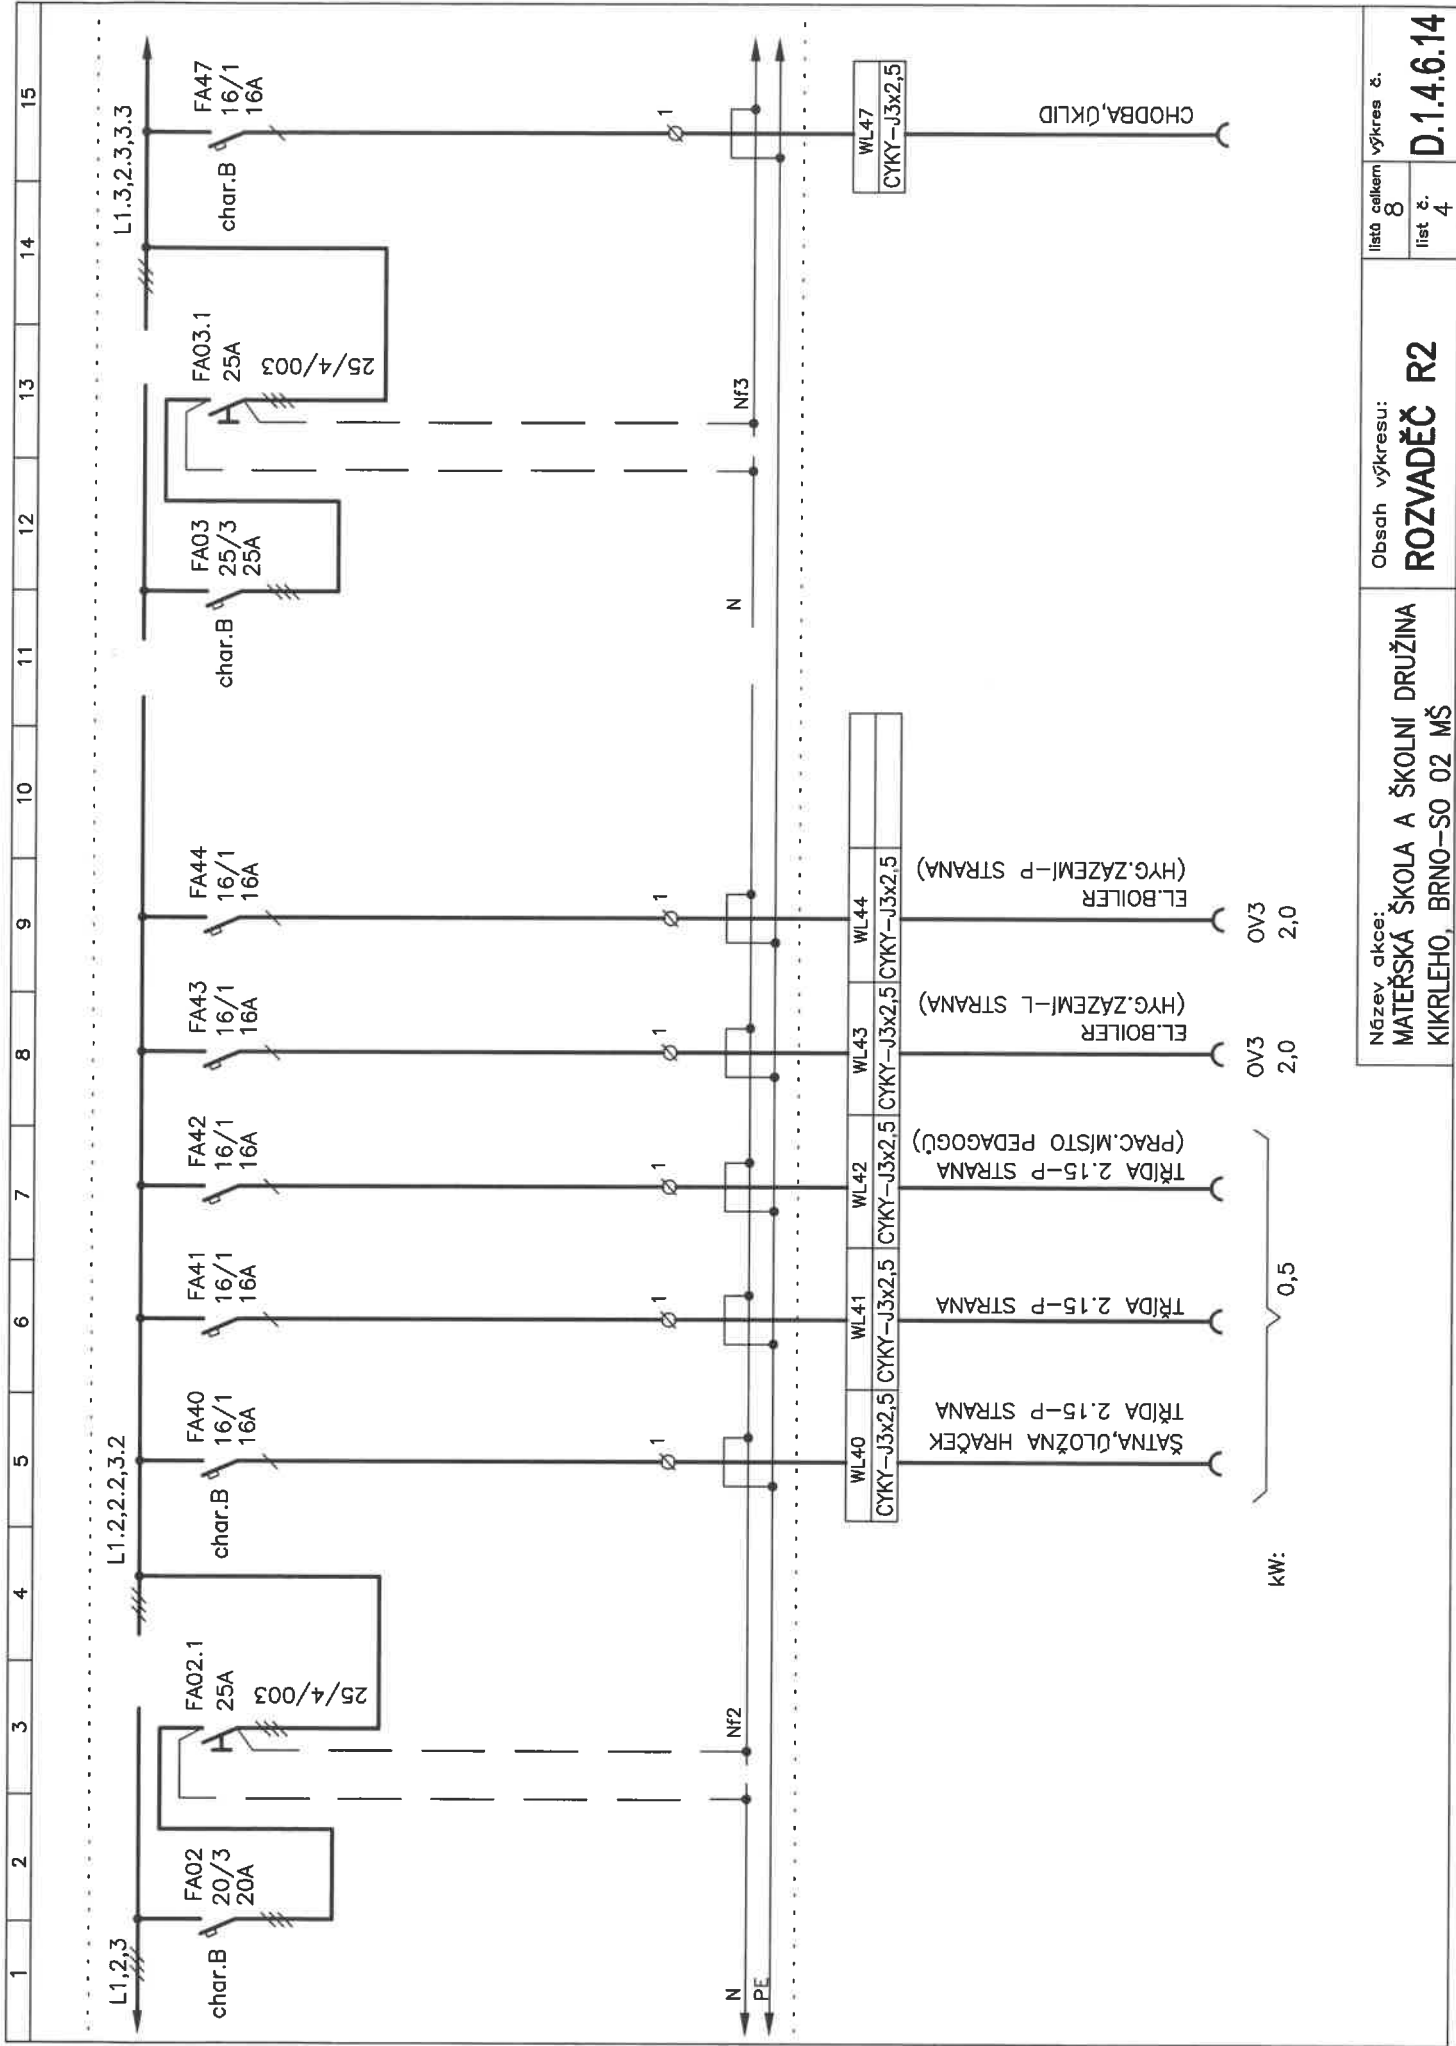 1 2 3 4 5 6 7 8 9 10 11 12 13 14 15
L1,2,3
FA02
20/3
20A
char.B
FA02.1
25A
25/4/003
L1.2,2.2,3.2
FA40
16/1
16A
char.B
FA41
16/1
16A
FA42
16/1
16A
FA43
16/1
16A
FA44
16/1
16A
FA03
25/3
25A
char.B
FA03.1
25A
25/4/003
L1.3,2.3,3.3
FA47
16/1
16A
char.B
1 1 1 1 1 1
N
PE
Nf2
N
Nf3
WL40 WL41 WL42 WL43 WL44
CYKY-J3x2,5 CYKY-J3x2,5 CYKY-J3x2,5 CYKY-J3x2,5 CYKY-J3x2,5
WL47
CYKY-J3x2,5
ŠATNA,ÚLOŽNA HRAČEK
TŘÍDA 2.15-P STRANA
TŘÍDA 2.15-P STRANA
TŘÍDA 2.15-P STRANA
(PRAC.MÍSTO PEDAGOGŮ)
EL.BOILER
(HYG.ZÁZEMÍ-L STRANA)
EL.BOILER
(HYG.ZÁZEMÍ-P STRANA)
CHODBA,ÚKLID
kW:
0,5
OV3
2,0
OV3
2,0
Název akce:
MATEŘSKÁ ŠKOLA A ŠKOLNÍ DRUŽINA
KIKRLEHO, BRNO-SO 02 MŠ
Obsah výkresu:
ROZVADĚČ R2
listů celkem
8
list č.
4
výkres č.
D.1.4.6.14